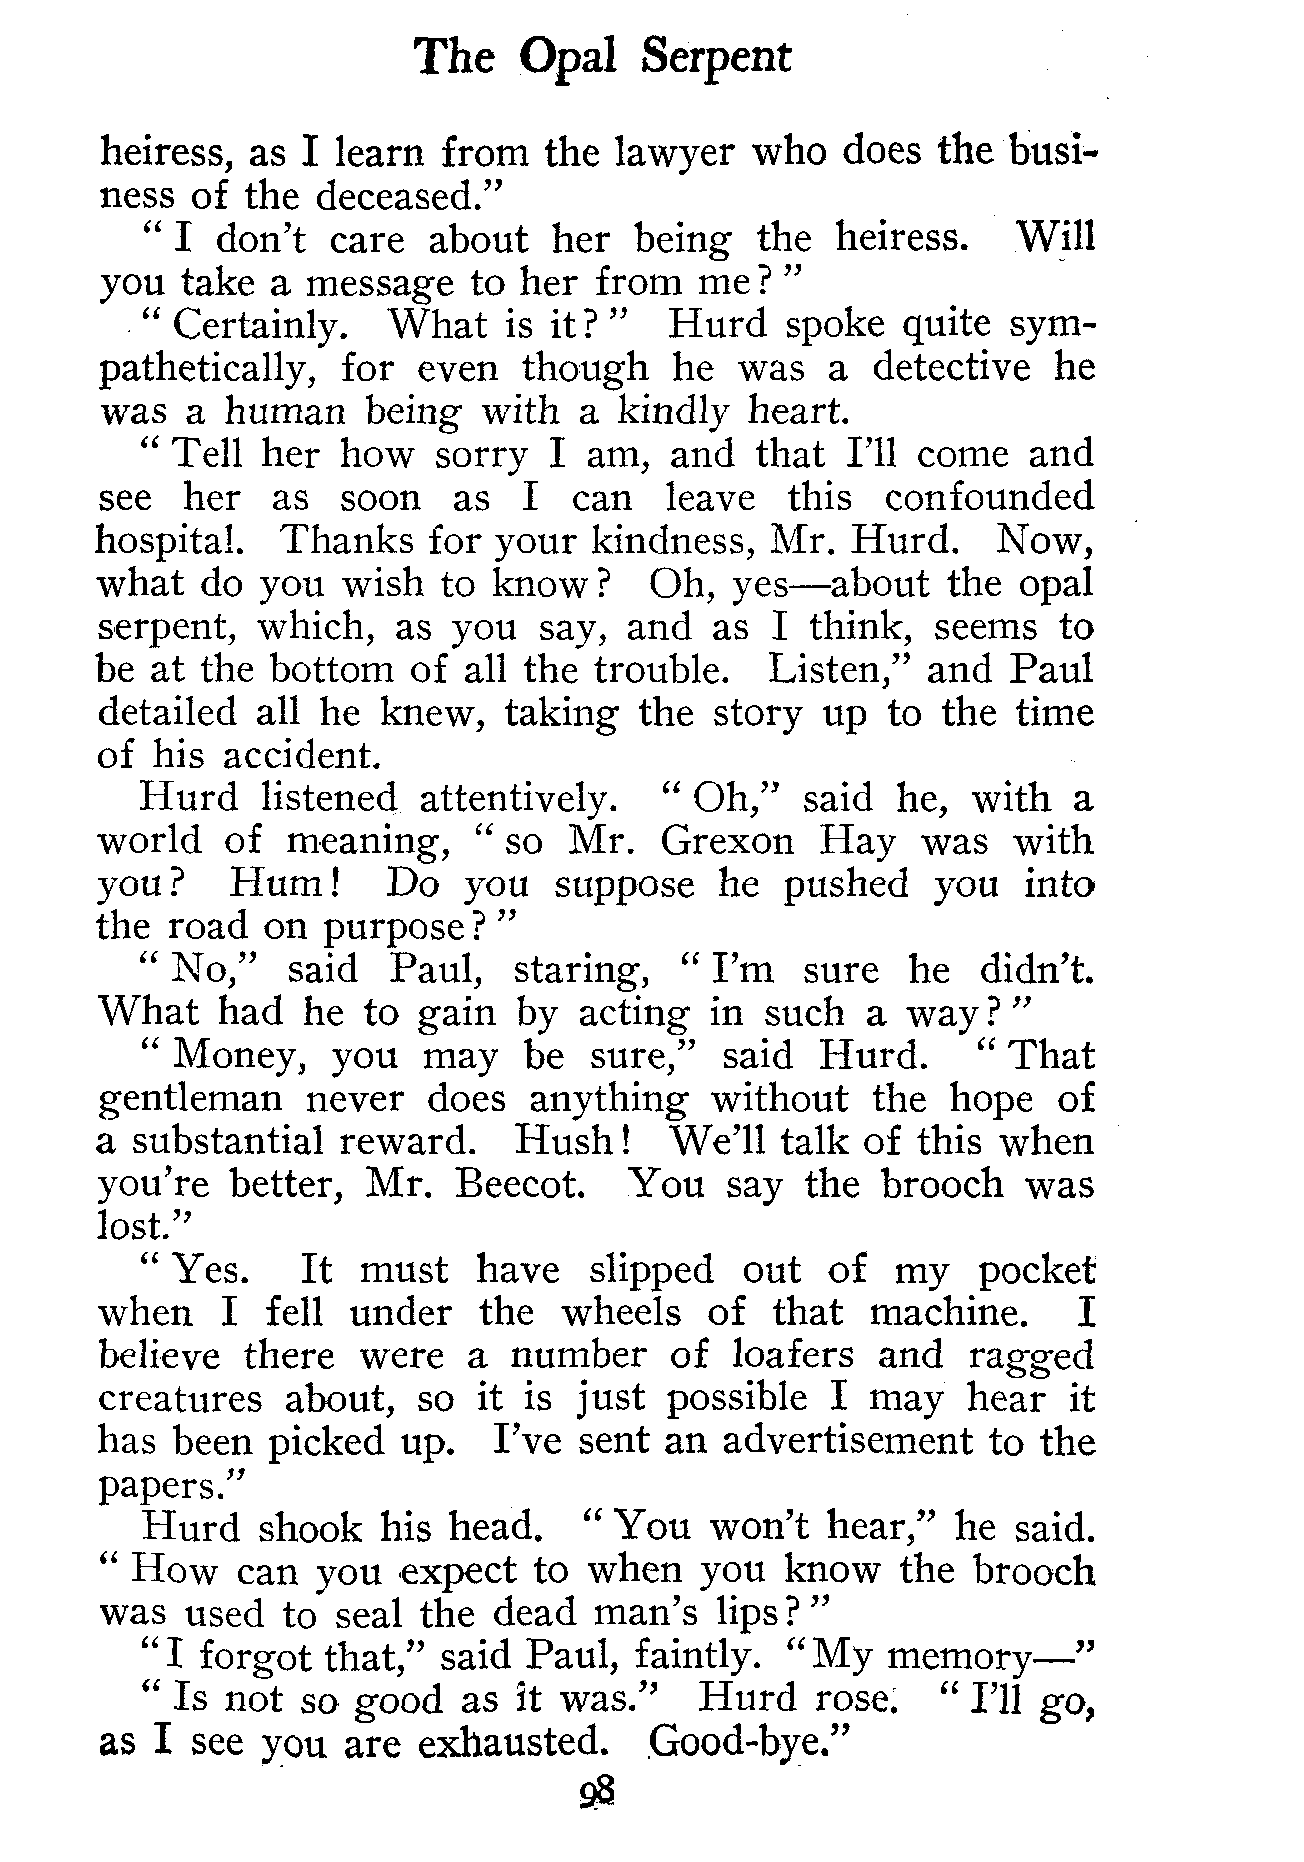 The Opal Serpent
heiress, as I learn from the lawyer who does the busi-
ness of the deceased."
" I don't care about her being the heiress. Will
you take a message to her from me? "
" Certainly. What is it? " Hurd spoke quite sym-
pathetically, for even though he was a detective he
was a human being with a kindly heart.
" Tell her how sorry I am, and that I'll come and
see her as soon as I can leave this confounded
hospital. Thanks for your kindness, Mr. Hurd. Now,
what do you wish to know? Oh, yes—about the opal
serpent, which, as you say, and as I think, seems to
be at the bottom of all the trouble. Listen," and Paul
detailed all he knew, taking the story up to the time
of his accident.
Hurd listened attentively. " Oh," said he, with a
world of meaning, " so Mr. Grexon Hay was with
you? Hum! Do you suppose he pushed you into
the road on purpose? "
" No," said Paul, staring, " I'm sure he didn't.
What had he to gain by acting in such a way? "
" Money, you may be sure," said Hurd. " That
gentleman never does anything without the hope of
a substantial reward. Hush! We'll talk of this when
you're better, Mr. Beecot. You say the brooch was
lost."
" Yes. It must have slipped out of my pocket
when I fell under the wheels of that machine. I
believe there were a number of loafers and ragged
creatures about, so it is just possible I may hear it
has been picked up. I've sent an advertisement to the
papers."
Hurd shook his head. " You won't hear," he said.
" How can you expect to when you know the brooch
was used to seal the dead man's lips? "
"I forgot that," said Paul, faintly. "My memory—"
" Is not so good as it was." Hurd rose. " I'll go,
as I see you are exhausted. Good-bye."
98